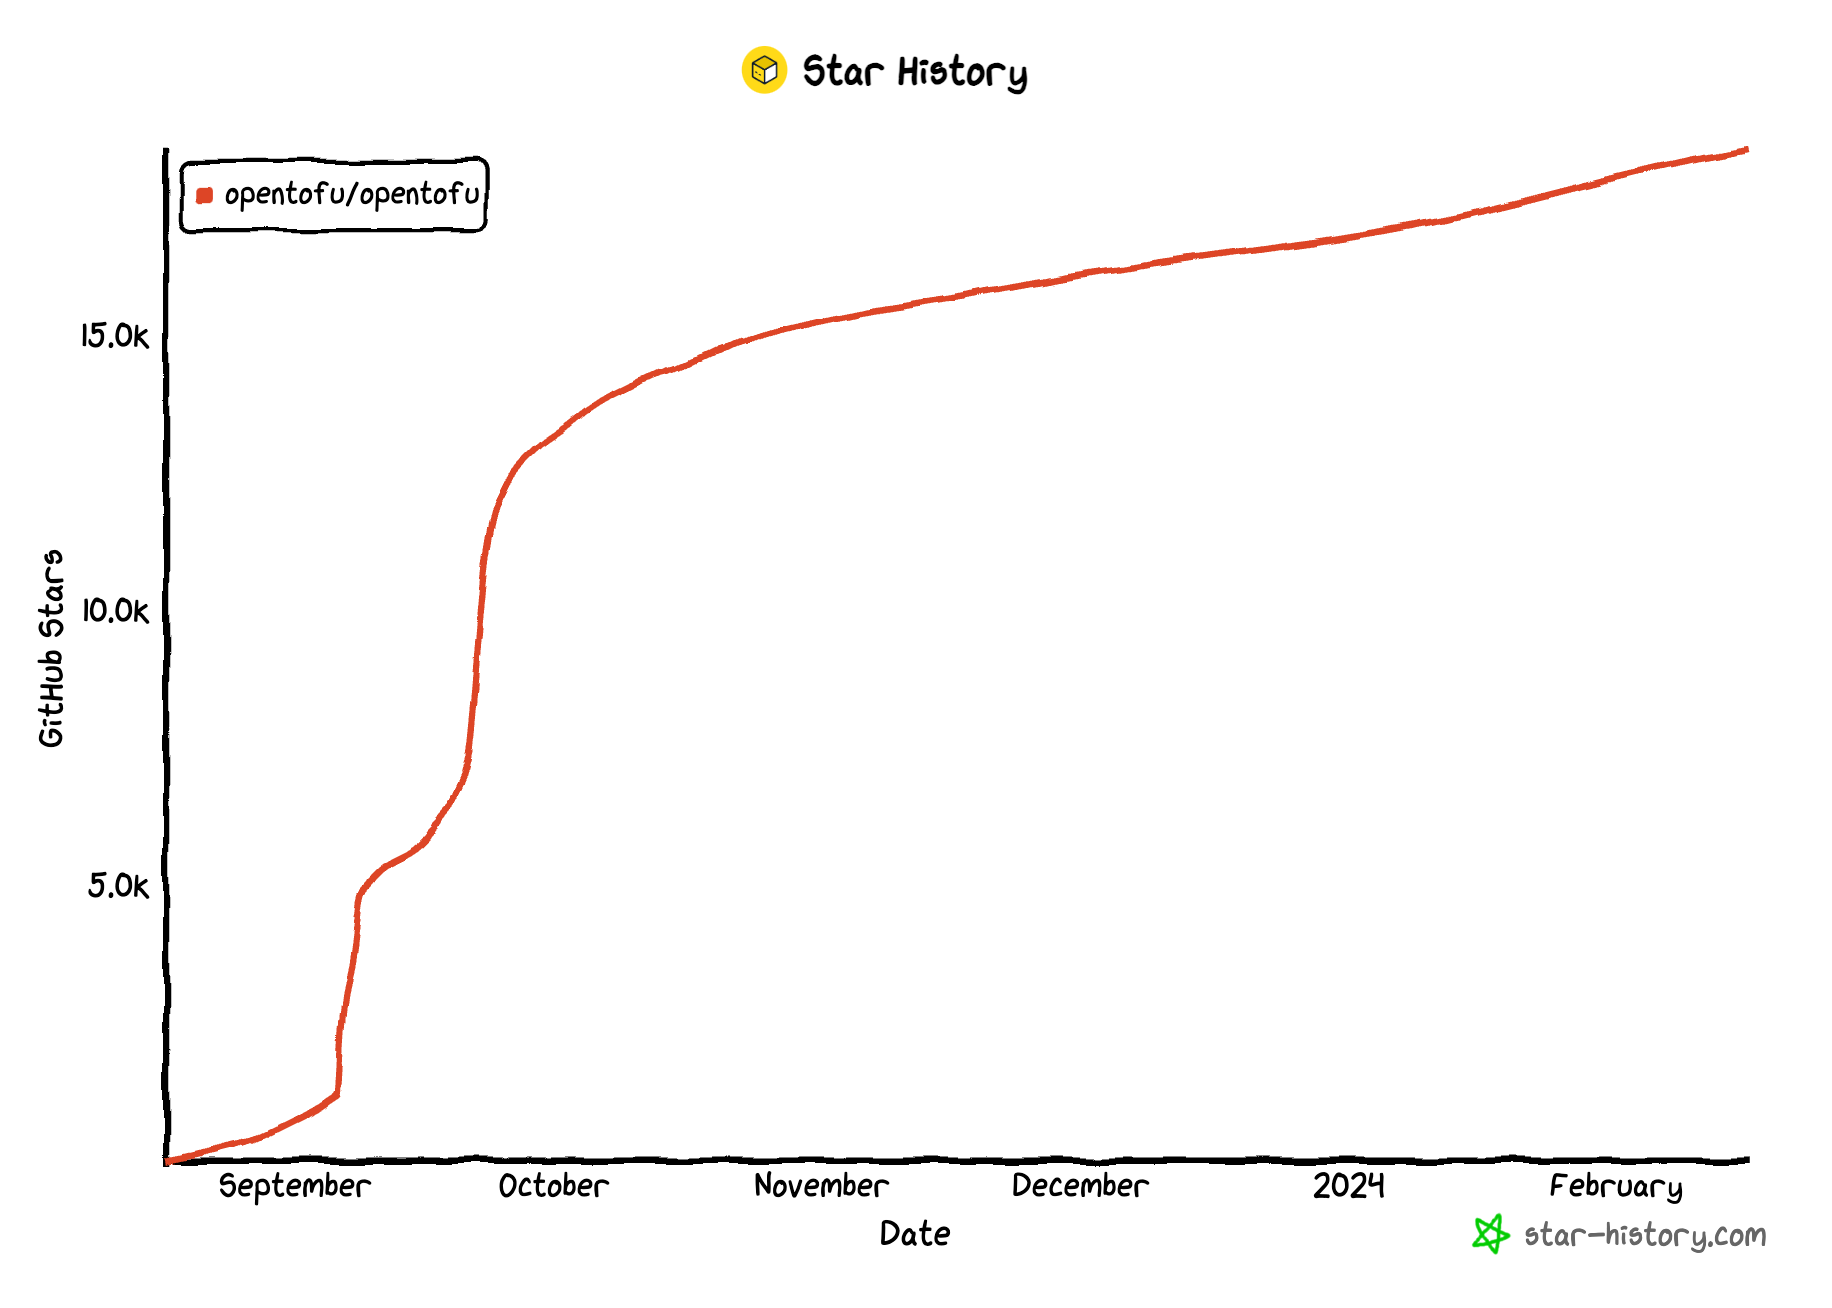 Star History
opentofu/opentofu
15.0K
10.0K
5.0K
GitHub Stars
September October November December 2024 February
Date
star-history.com